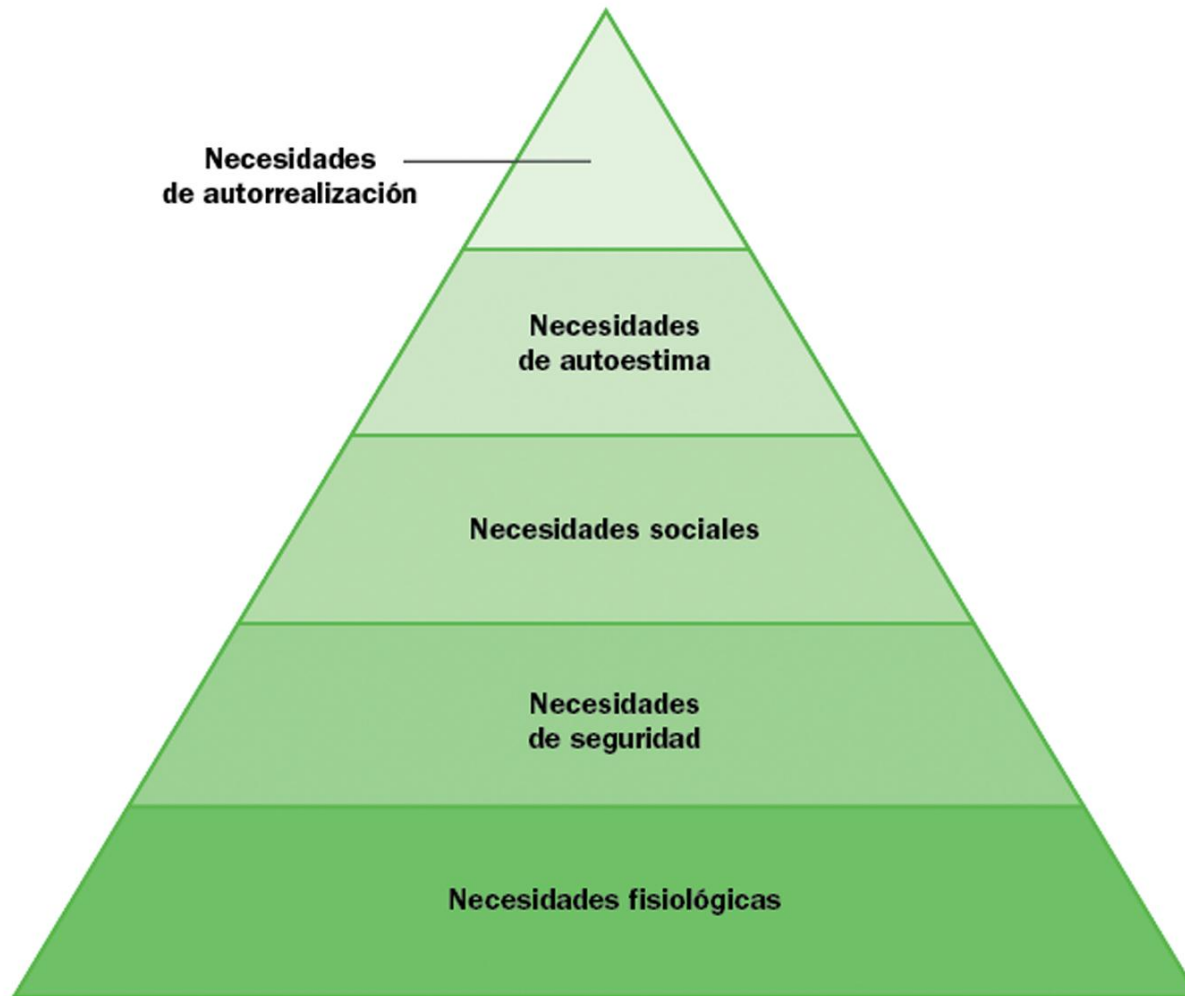 Necesidades
de autorrealización
Necesidades
de autoestima
Necesidades sociales
Necesidades
de seguridad
Necesidades fisiológicas